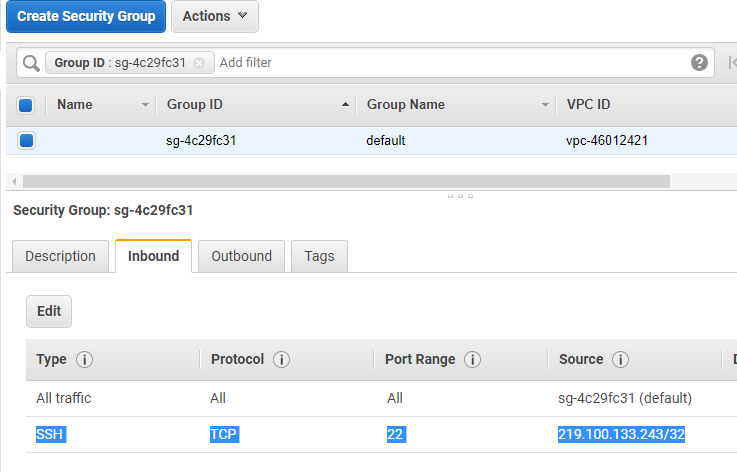 Create Security Group Actions
Group ID : sg-4c29fc31 Add filter
Name Group ID Group Name VPC ID
sg-4c29fc31 default vpc-46012421
Security Group: sg-4c29fc31
Description Inbound Outbound Tags
Edit
Type Protocol Port Range Source
All traffic All All sg-4c29fc31 (default)
SSH TCP 22 219.100.133.243/32